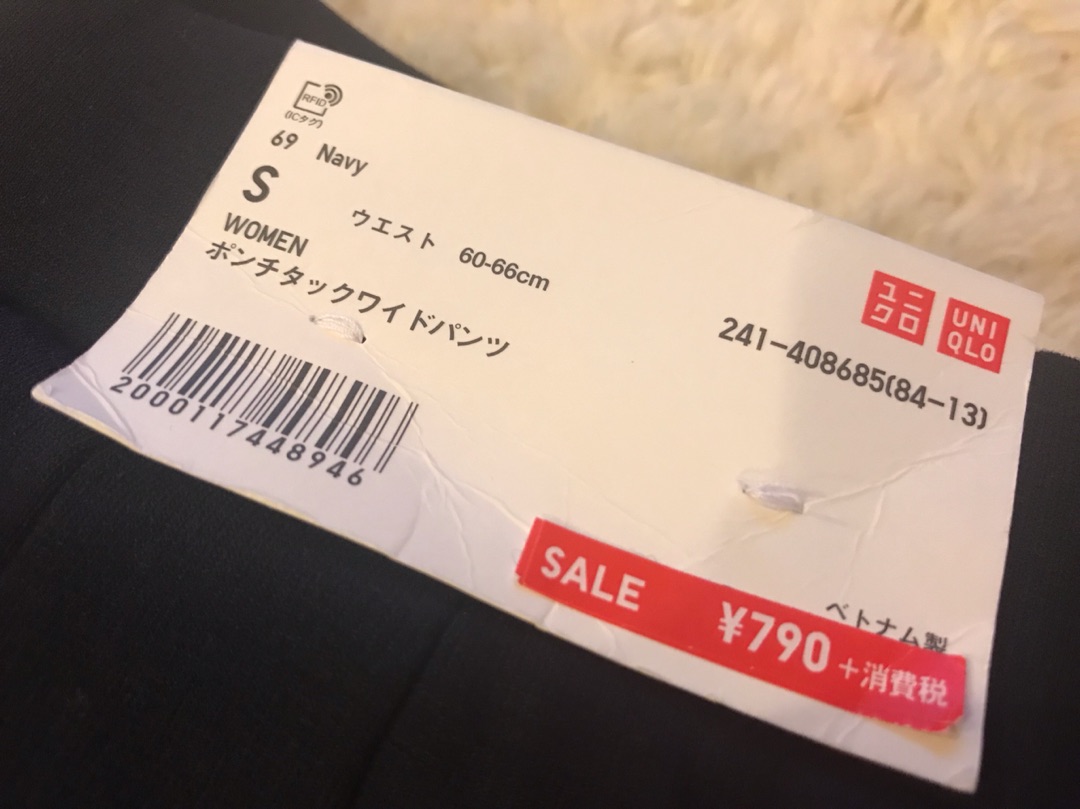 RFID
(ICタグ)
69 Navy
S
ウエスト 60-66cm
WOMEN
ポンチタックワイドパンツ
2000117448946
ユニクロ
UNIQLO
241-408685(84-13)
ベトナム製
SALE ¥790 +消費税